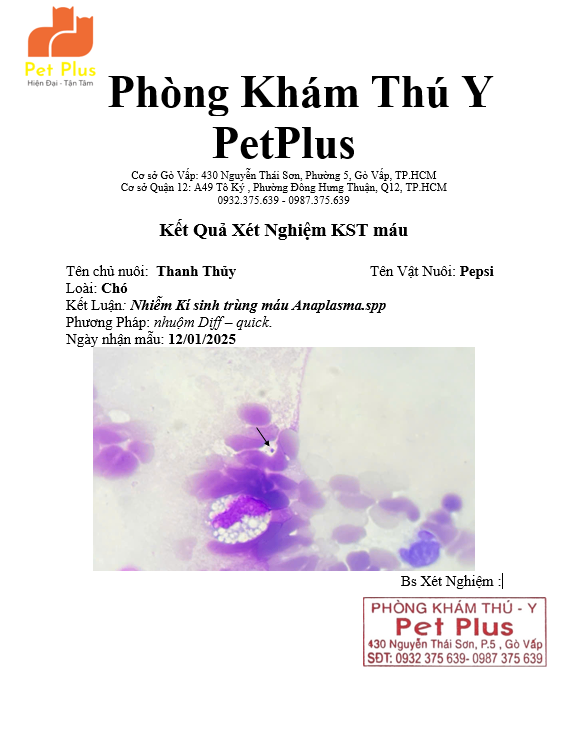 Pet Plus
Hiện Đại - Tận Tâm
Phòng Khám Thú Y
PetPlus
Cơ sở Gò Vấp: 430 Nguyễn Thái Sơn, Phường 5, Gò Vấp, TP.HCM
Cơ sở Quận 12: A49 Tô Ký , Phường Đông Hưng Thuận, Q12, TP.HCM
0932.375.639 - 0987.375.639
Kết Quả Xét Nghiệm KST máu
Tên chủ nuôi: Thanh Thủy Tên Vật Nuôi: Pepsi
Loài: Chó
Kết Luận: Nhiễm Kí sinh trùng máu Anaplasma.spp
Phương Pháp: nhuộm Diff – quick.
Ngày nhận mẫu: 12/01/2025
Bs Xét Nghiệm :
PHÒNG KHÁM THÚ - Y
Pet Plus
430 Nguyễn Thái Sơn, P.5 , Gò Vấp
SĐT: 0932 375 639- 0987 375 639